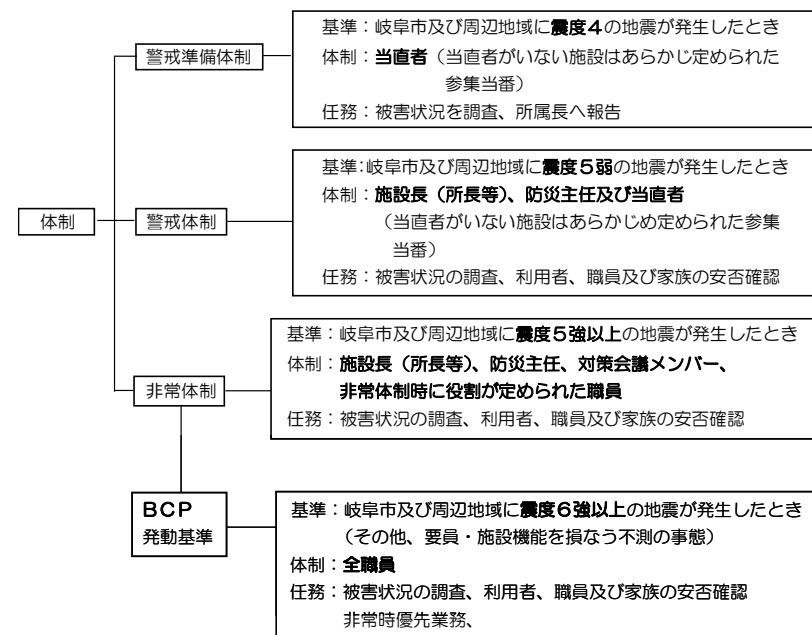 基準：岐阜市及び周辺地域に震度4の地震が発生したとき
警戒準備体制
体制：当直者（当直者がいない施設はあらかじ定められた
参集当番）
任務：被害状況を調査、所属長へ報告
基準：岐阜市及び周辺地域に震度5弱の地震が発生したとき
体制：施設長（所長等）、防災主任及び当直者
体制
警戒体制
（当直者がいない施設はあらかじめ定められた参集
当番）
任務：被害状況の調査、利用者、職員及び家族の安否確認
基準：岐阜市及び周辺地域に震度5強以上の地震が発生したとき
体制：施設長（所長等）、防災主任、対策会議メンバー、
非常体制
非常体制時に役割が定められた職員
任務：被害状況の調査、利用者、職員及び家族の安否確認
BCP
発動基準
基準：岐阜市及び周辺地域に震度6強以上の地震が発生したとき
（その他、要員・施設機能を損なう不測の事態）
体制：全職員
任務：被害状況の調査、利用者、職員及び家族の安否確認
非常時優先業務、